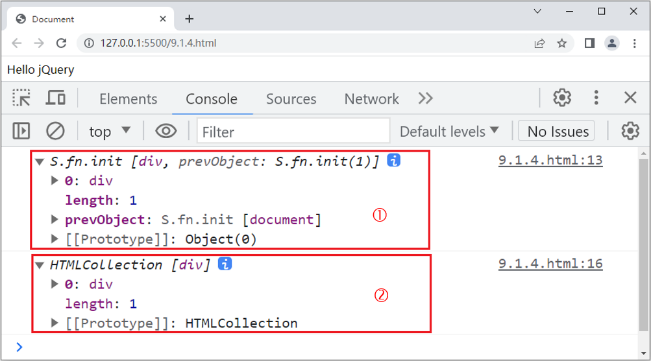 Document
127.0.0.1:5500/9.1.4.html
Hello jQuery
Elements Console Sources Network
top Filter Default levels No Issues
S.fn.init [div, prevObject: S.fn.init(1)] i 9.1.4.html:13
0: div
length: 1
prevObject: S.fn.init [document]
[[Prototype]]: Object(0)
①
HTMLCollection [div] i 9.1.4.html:16
0: div
length: 1
[[Prototype]]: HTMLCollection
②